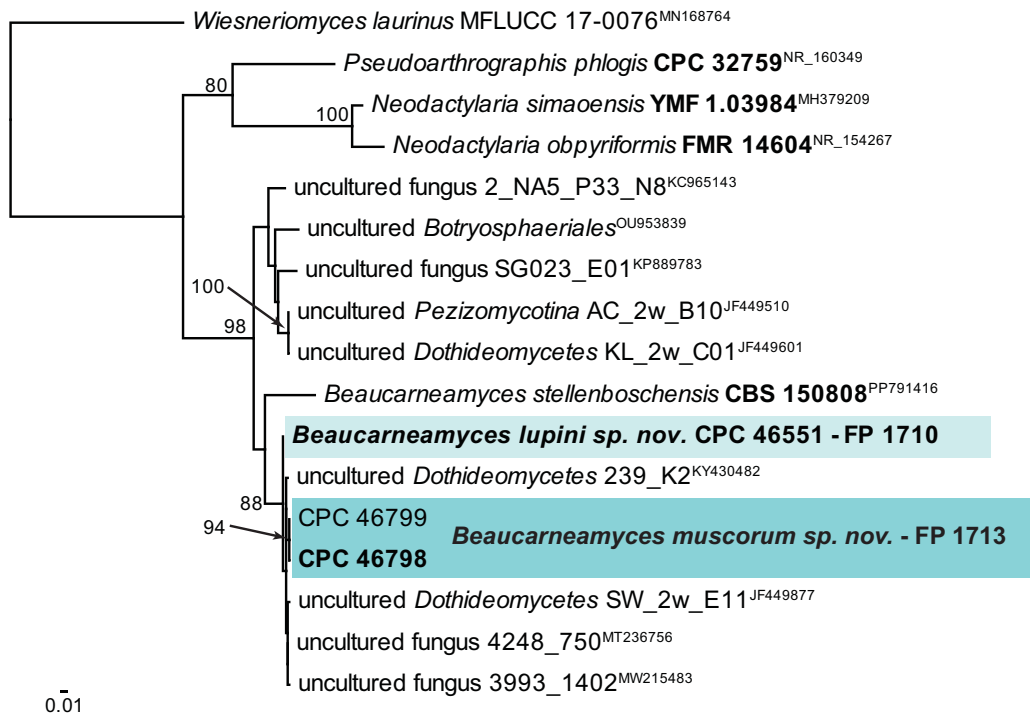 Wiesneriomyces laurinus MFLUCC 17-0076MN168764
Pseudoarthrographis phlogis CPC 32759NR_160349
80
Neodactylaria simaoensis YMF 1.03984MH379209
100
Neodactylaria obpyriformis FMR 14604NR_154267
uncultured fungus 2_NA5_P33_N8KC965143
uncultured BotryosphaerialesOU953839
uncultured fungus SG023_E01KP889783
100
uncultured Pezizomycotina AC_2w_B10JF449510
98
uncultured Dothideomycetes KL_2w_C01JF449601
Beaucarneamyces stellenboschensis CBS 150808PP791416
Beaucarneamyces lupini sp. nov. CPC 46551 - FP 1710
uncultured Dothideomycetes 239_K2KY430482
88
CPC 46799
94
Beaucarneamyces muscorum sp. nov. - FP 1713
CPC 46798
uncultured Dothideomycetes SW_2w_E11JF449877
uncultured fungus 4248_750MT236756
uncultured fungus 3993_1402MW215483
0.01